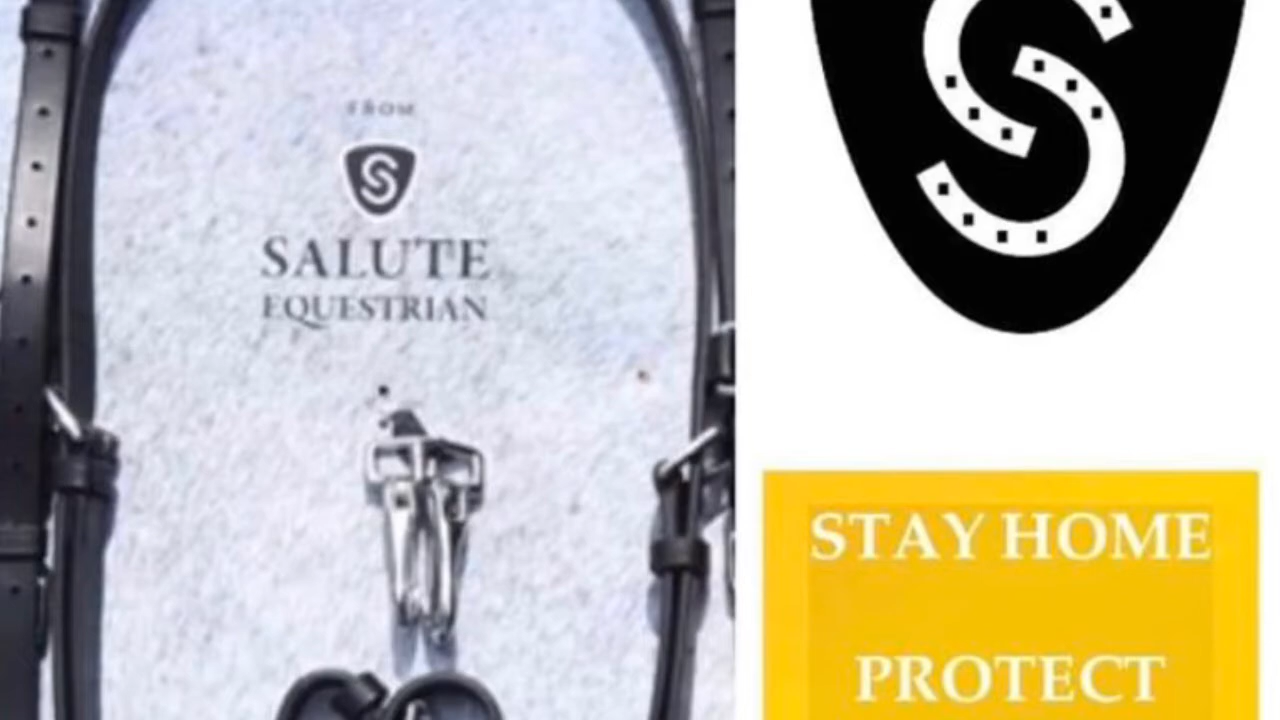 FROM
S
SALUTE
EQUESTRIAN
S
STAY HOME
PROTECT